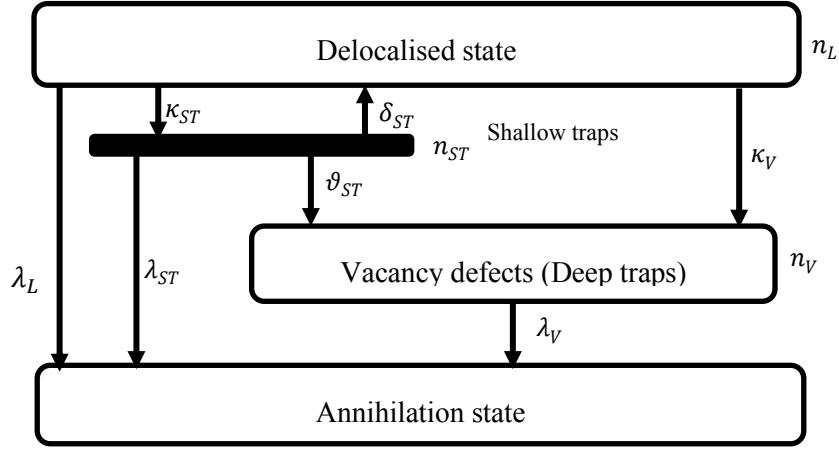 Delocalised state
n_L
κ_ST
δ_ST
Shallow traps
n_ST
κ_V
ϑ_ST
λ_L
λ_ST
Vacancy defects (Deep traps)
n_V
λ_V
Annihilation state